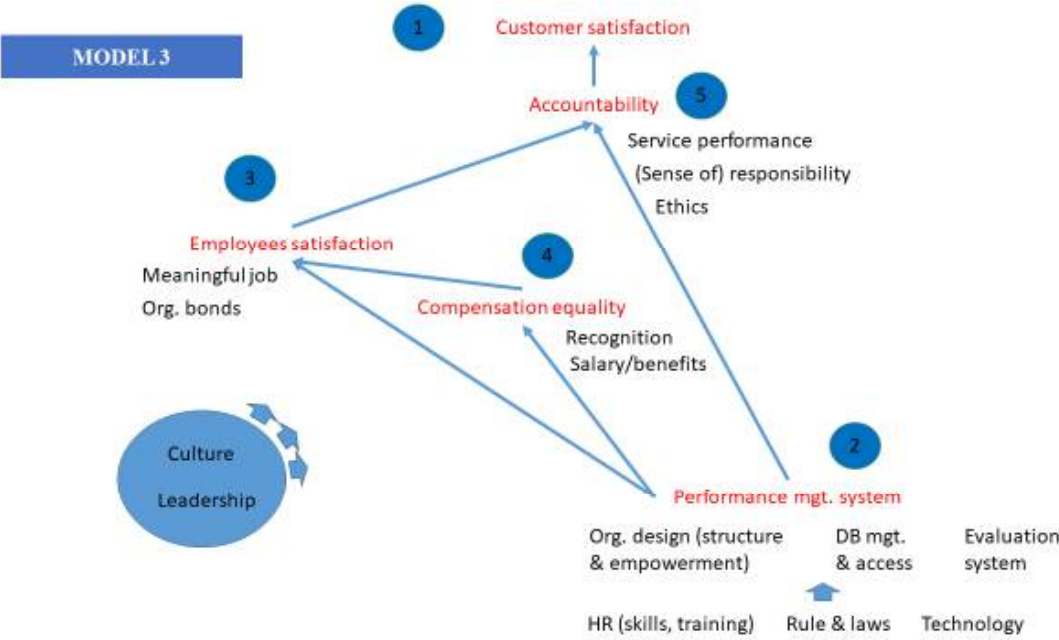 1
Customer satisfaction
MODEL 3
Accountability
5
Service performance
(Sense of) responsibility
Ethics
3
Employees satisfaction
Meaningful job
Org. bonds
4
Compensation equality
Recognition
Salary/benefits
Culture
Leadership
2
Performance mgt. system
Org. design (structure
& empowerment)
DB mgt.
& access
Evaluation
system
HR (skills, training)
Rule & laws
Technology